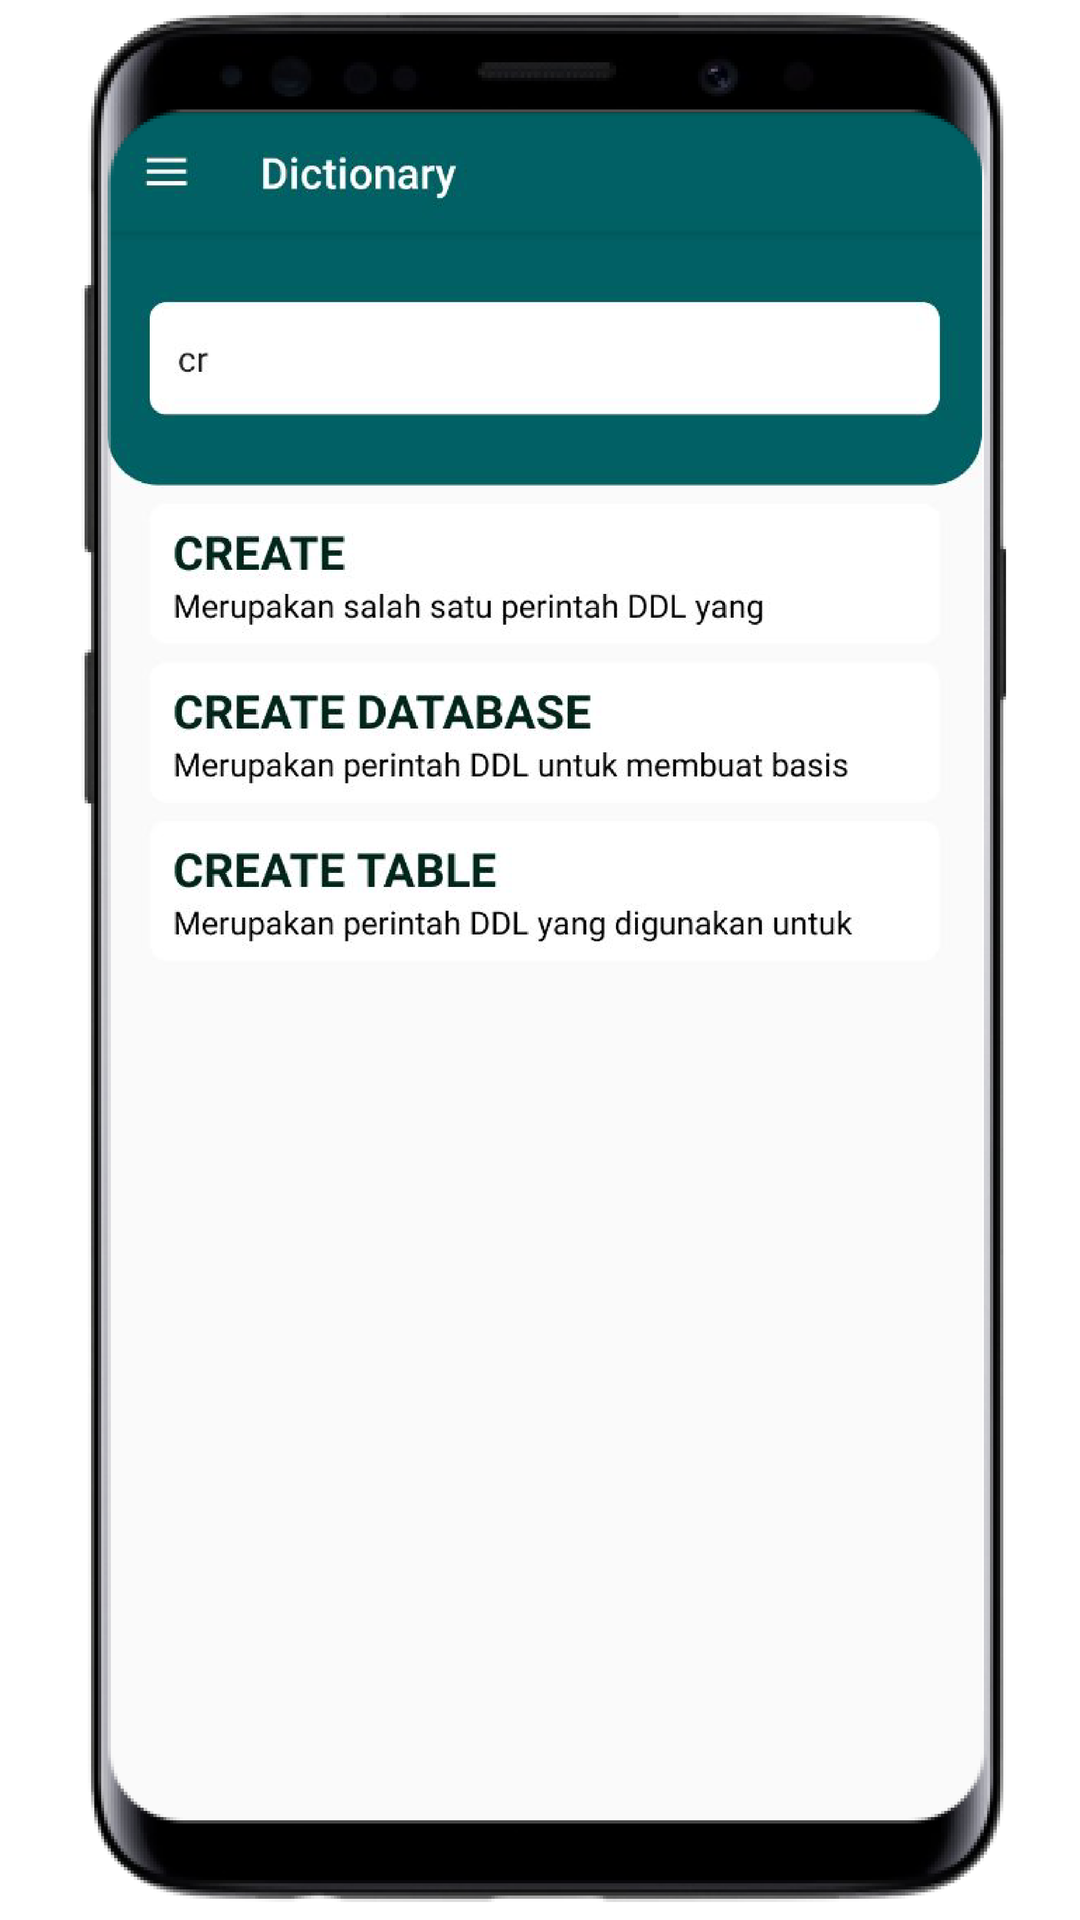 Dictionary
cr
CREATE
Merupakan salah satu perintah DDL yang
CREATE DATABASE
Merupakan perintah DDL untuk membuat basis
CREATE TABLE
Merupakan perintah DDL yang digunakan untuk